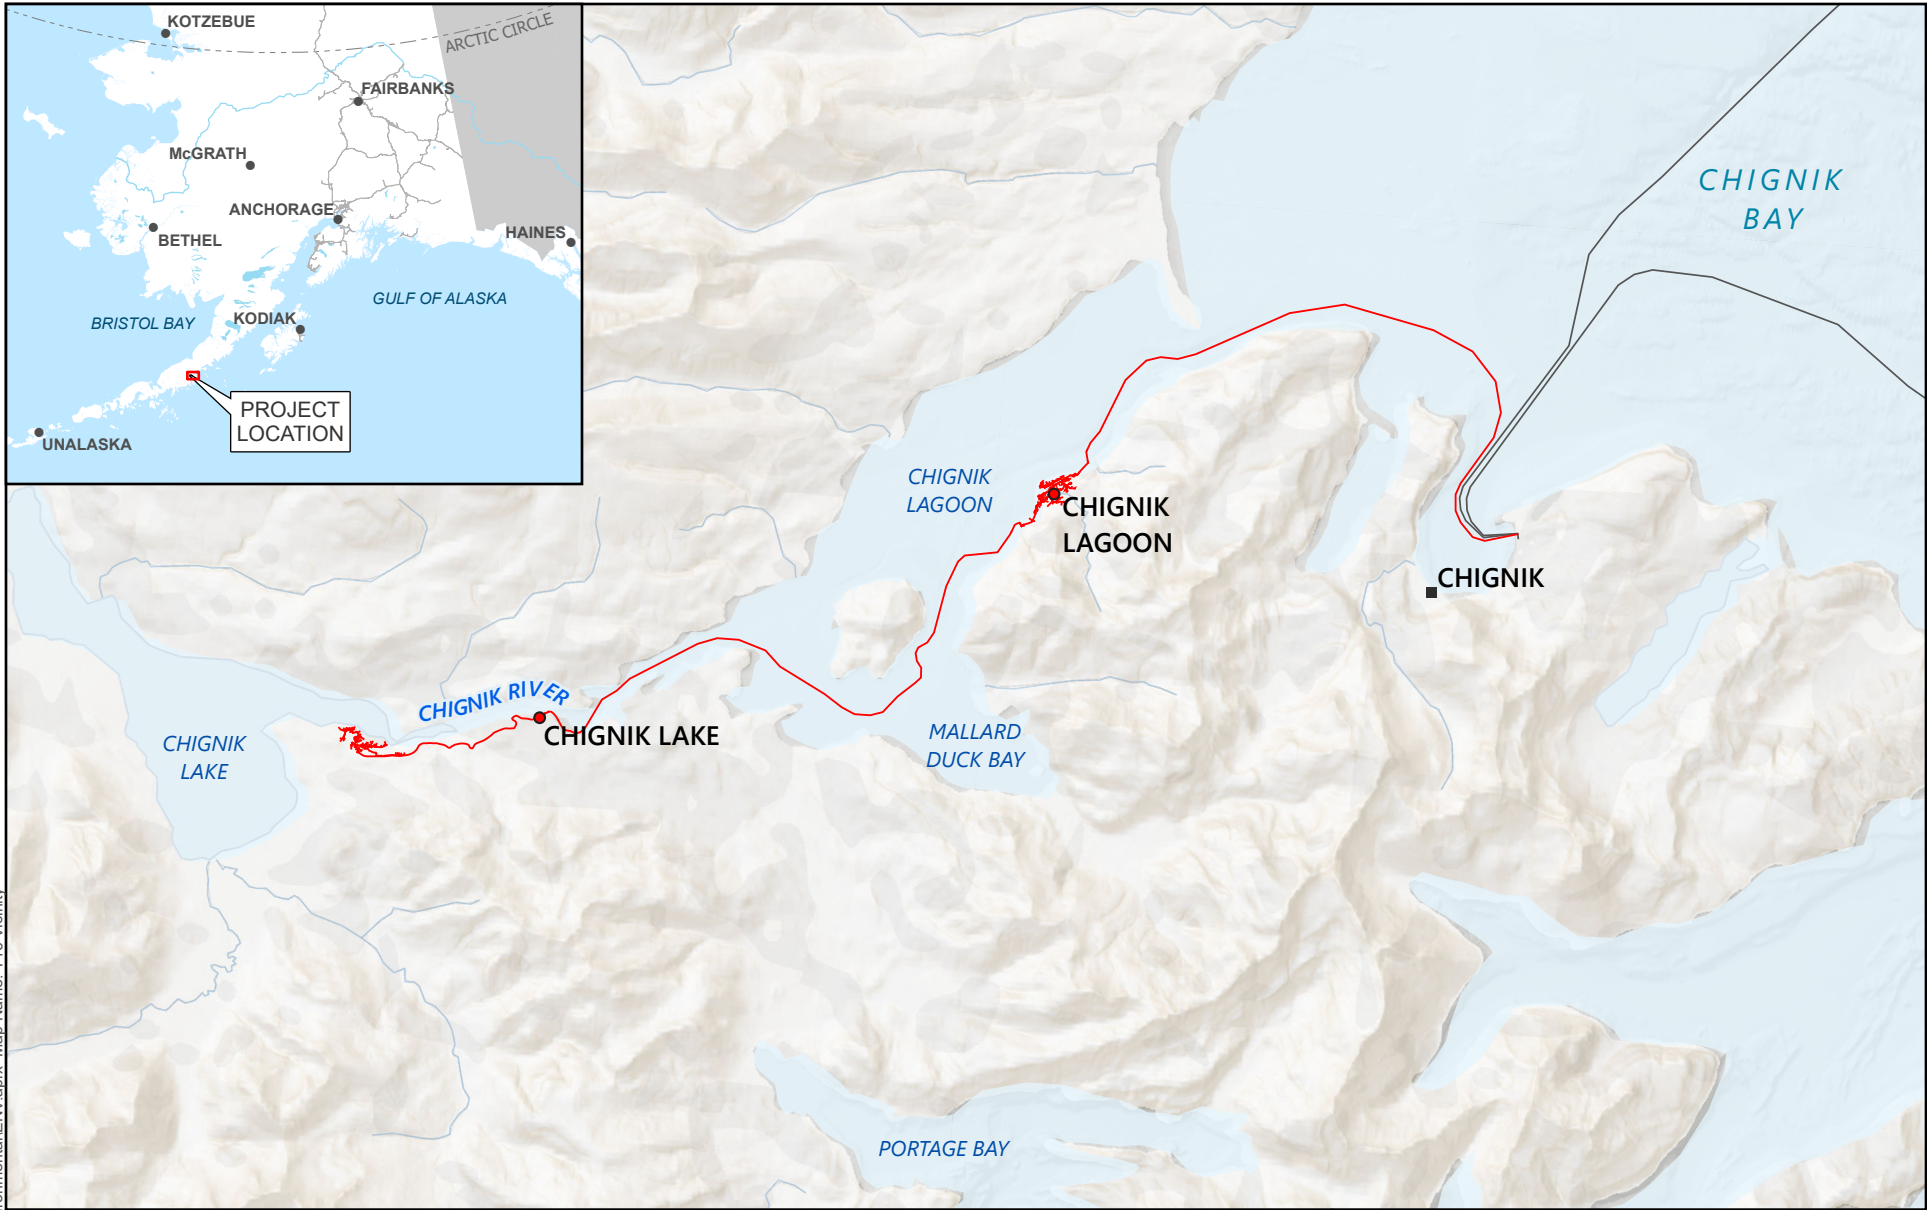 KOTZEBUE
ARCTIC CIRCLE
FAIRBANKS
McGRATH
ANCHORAGE
BETHEL
HAINES
GULF OF ALASKA
BRISTOL BAY
KODIAK
PROJECT
LOCATION
UNALASKA
CHIGNIK
BAY
CHIGNIK
LAGOON
CHIGNIK
LAGOON
CHIGNIK
CHIGNIK RIVER
CHIGNIK LAKE
CHIGNIK
LAKE
MALLARD
DUCK BAY
PORTAGE BAY